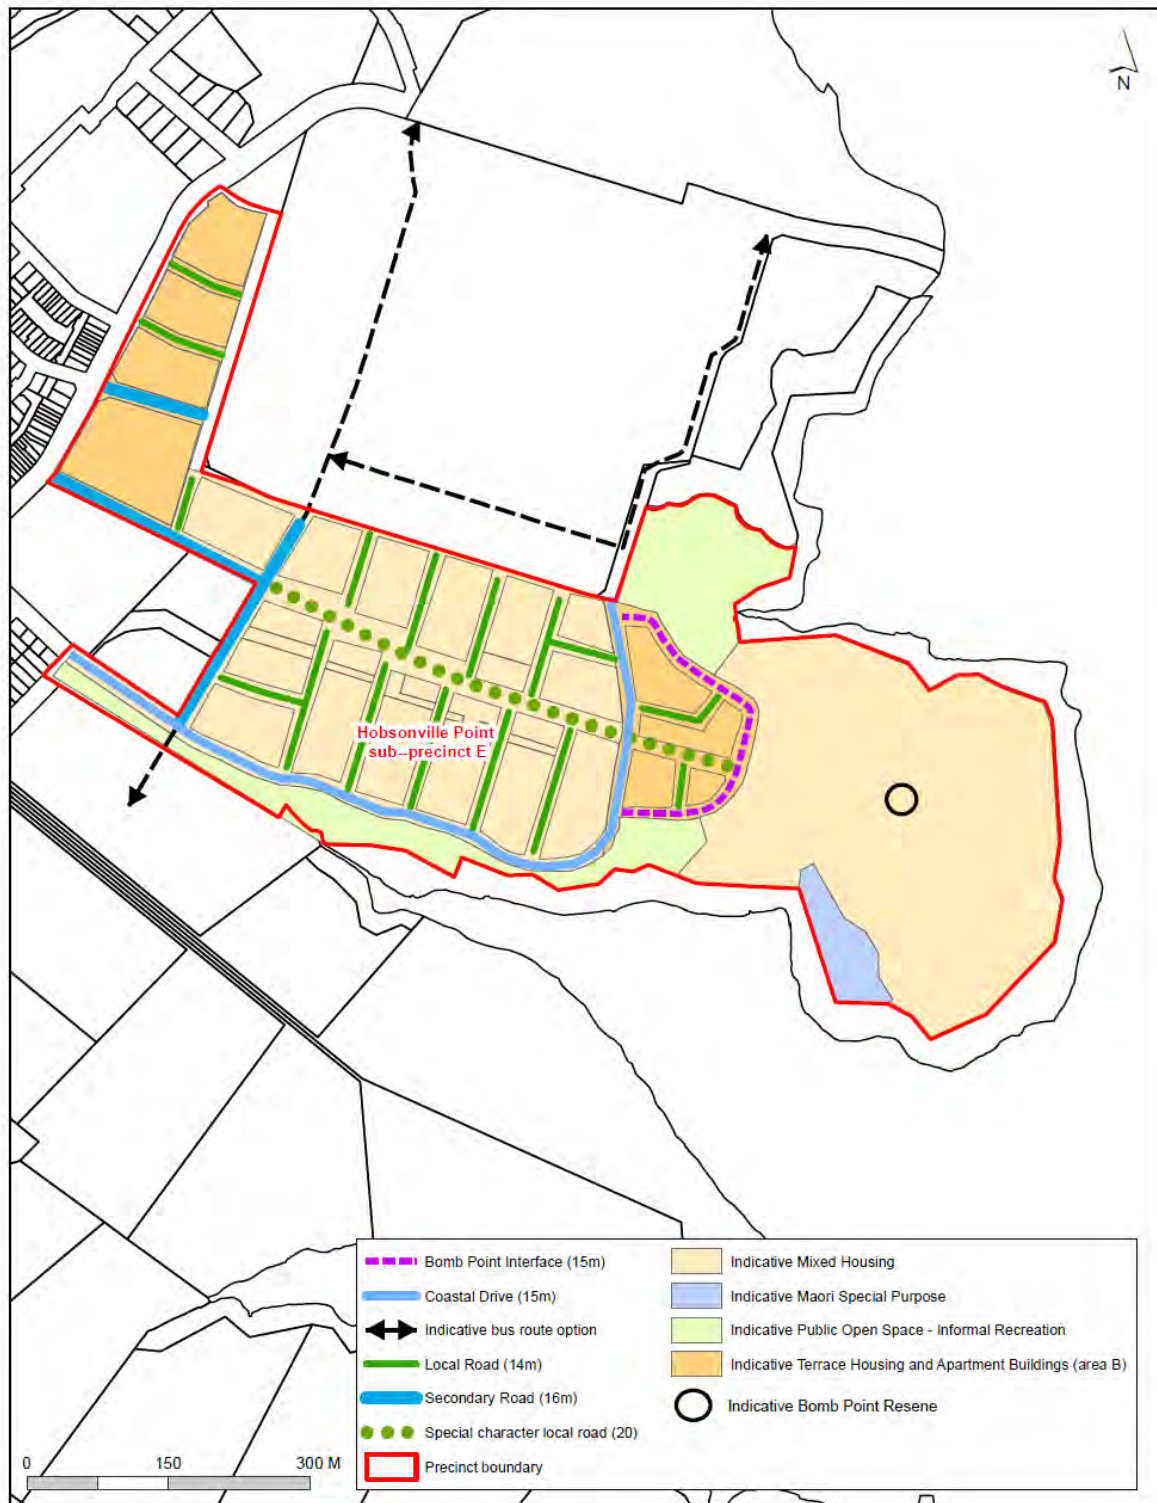 N
Hobsonville Point
sub-precinct E
Bomb Point Interface (15m)
Coastal Drive (15m)
Indicative bus route option
Local Road (14m)
Secondary Road (16m)
Special character local road (20)
Precinct boundary
Indicative Mixed Housing
Indicative Maori Special Purpose
Indicative Public Open Space - Informal Recreation
Indicative Terrace Housing and Apartment Buildings (area B)
Indicative Bomb Point Resene
0 150 300 M